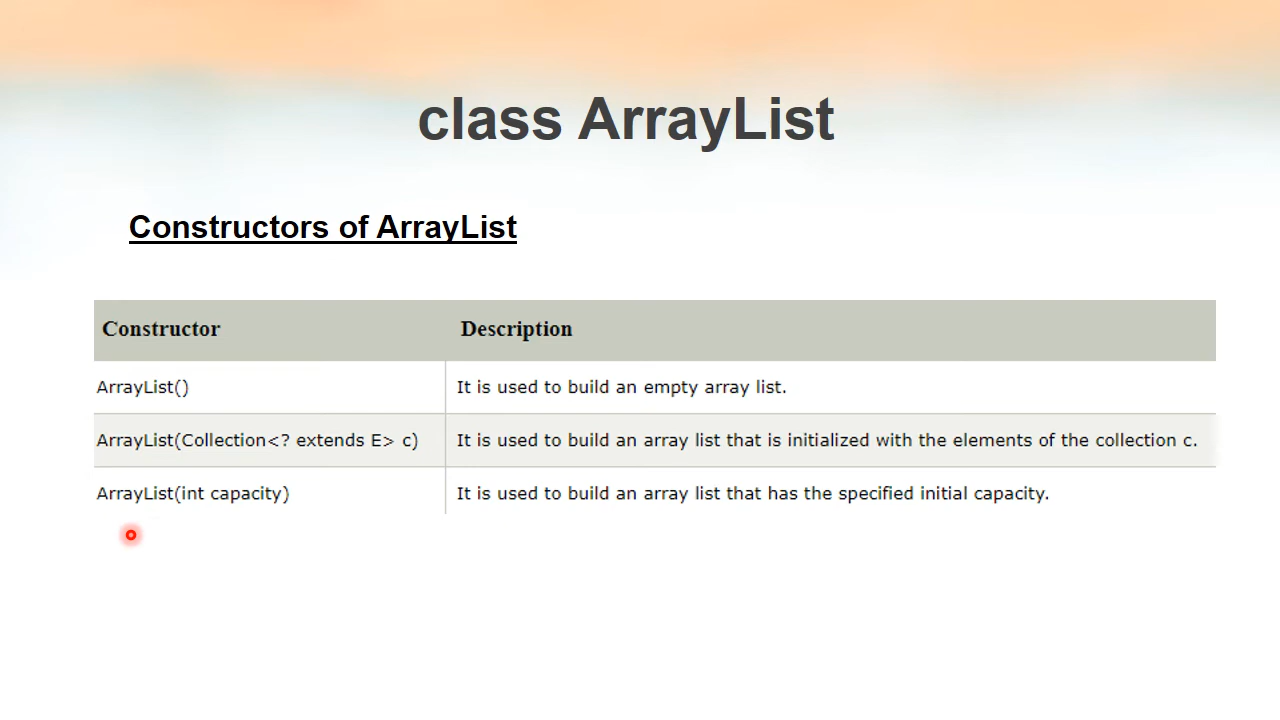 class ArrayList
Constructors of ArrayList
Constructor Description
ArrayList() It is used to build an empty array list.
ArrayList(Collection<? extends E> c) It is used to build an array list that is initialized with the elements of the collection c.
ArrayList(int capacity) It is used to build an array list that has the specified initial capacity.